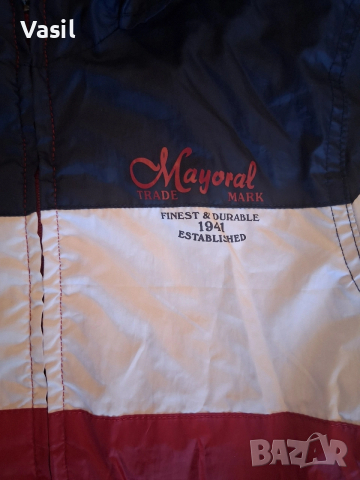 Vasil
Mayoral
TRADE MARK
FINEST & DURABLE
1941
ESTABLISHED
BAZAR